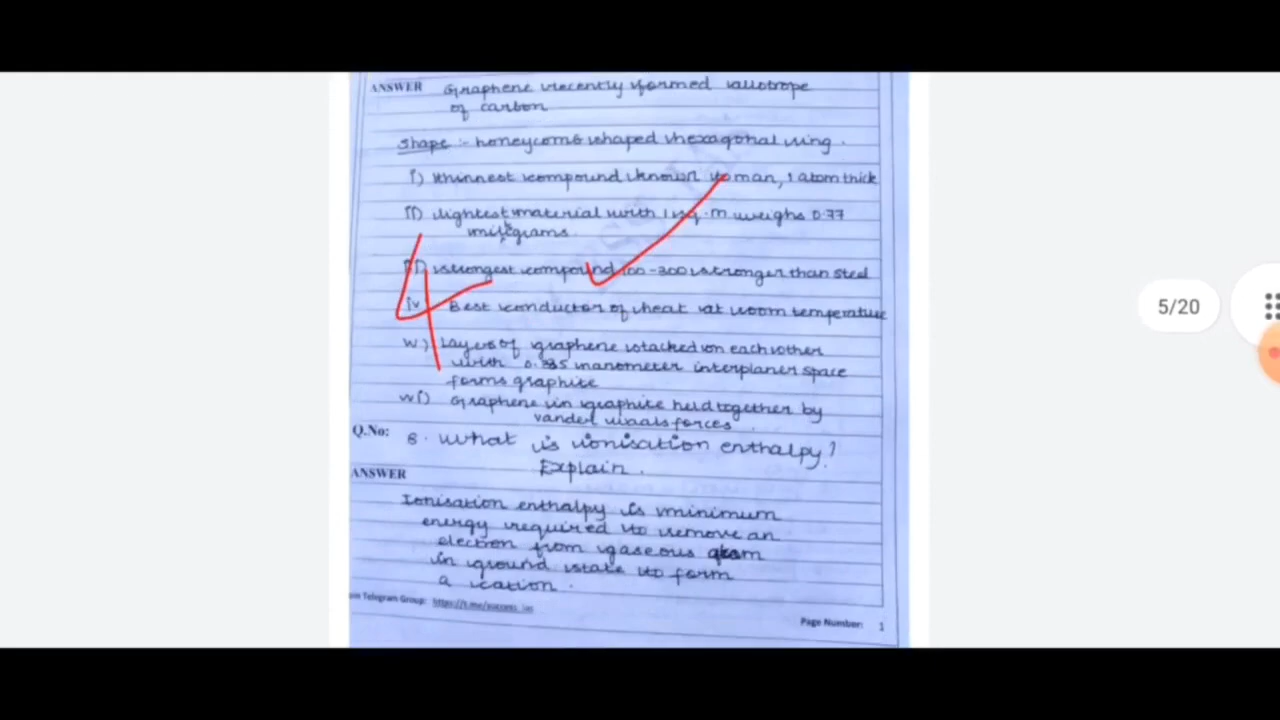 ANSWER Graphene recently formed allotrope
of carbon
Shape :- honeycomb shaped hexagonal ring.
i) thinnest compound known to man, 1 atom thick
ii) lightest material with 1 sq.m weighs 0.77
milligrams.
iii) strongest compound 100-300 stronger than steel
iv) Best conductor of heat at room temperature
v) Layers of graphene stacked on each other
with 0.335 nanometer interplaner space
forms graphite
vi) Graphene in graphite held together by
vander waals forces.
4
5/20
Q.No: 8. What is ionisation enthalpy?
Explain.
ANSWER
Ionisation enthalpy is minimum
energy required to remove an
electron from gaseous atom
in ground state to form
a cation.
Telegram Group: https://t.me/success_ias
Page Number: 1